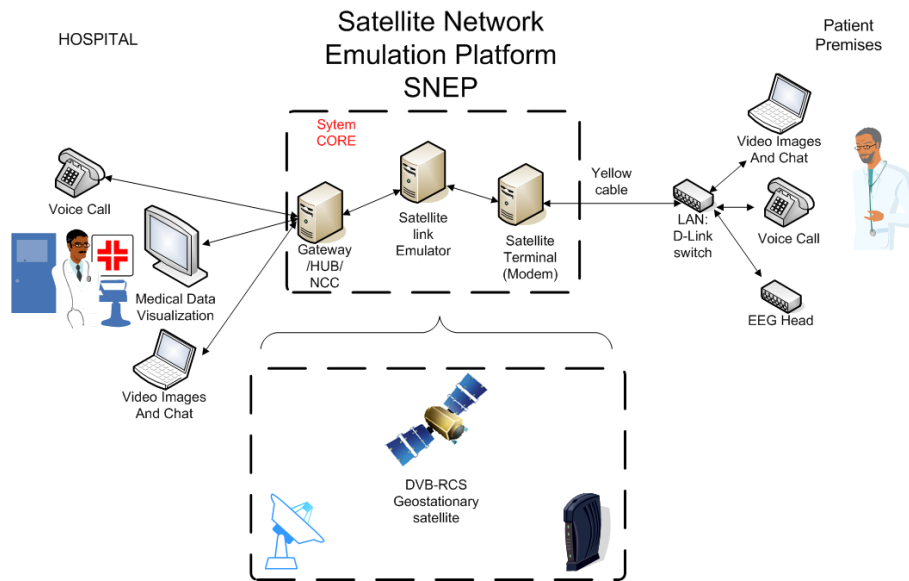 HOSPITAL
Satellite Network
Emulation Platform
SNEP
Patient
Premises
Sytem
CORE
Voice Call
Medical Data
Visualization
Video Images
And Chat
Gateway
/HUB/
NCC
Satellite
link
Emulator
Satellite
Terminal
(Modem)
Yellow
cable
LAN:
D-Link
switch
Video Images
And Chat
Voice Call
EEG Head
DVB-RCS
Geostationary
satellite